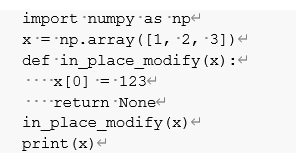 import numpy as np
x = np.array([1, 2, 3])
def in_place_modify(x):
    x[0] = 123
    return None
in_place_modify(x)
print(x)